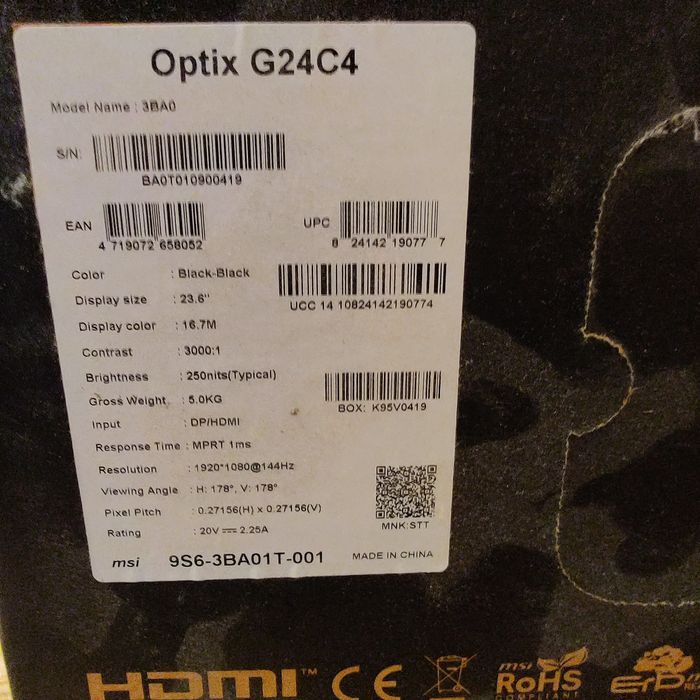 Optix G24C4
Model Name : 3BA0
S/N:
BA0T010900419
EAN
4 719072 658052
UPC
8 24142 19077 7
Color : Black-Black
UCC 14 10824142190774
Display size : 23.6"
Display color : 16.7M
Contrast : 3000:1
Brightness : 250nits(Typical)
Gross Weight : 5.0KG
BOX: K95V0419
Input : DP/HDMI
Response Time : MPRT 1ms
Resolution : 1920*1080@144Hz
Viewing Angle : H: 178°, V: 178°
Pixel Pitch : 0.27156(H) x 0.27156(V)
MNK:STT
Rating : 20V ⎓ 2.25A
msi 9S6-3BA01T-001 MADE IN CHINA
HDMI™ CE msi RoHS ErP
COMPLIANT